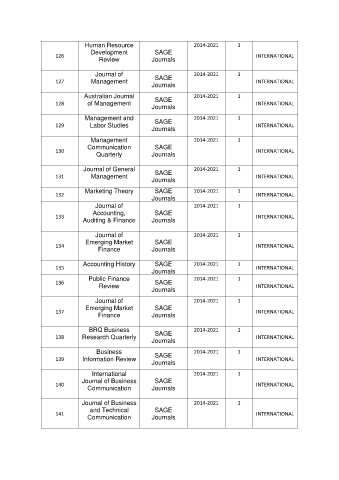 126 Human Resource Development Review SAGE Journals 2014-2021 1 INTERNATIONAL
127 Journal of Management SAGE Journals 2014-2021 1 INTERNATIONAL
128 Australian Journal of Management SAGE Journals 2014-2021 1 INTERNATIONAL
129 Management and Labor Studies SAGE Journals 2014-2021 1 INTERNATIONAL
130 Management Communication Quarterly SAGE Journals 2014-2021 1 INTERNATIONAL
131 Journal of General Management SAGE Journals 2014-2021 1 INTERNATIONAL
132 Marketing Theory SAGE Journals 2014-2021 1 INTERNATIONAL
133 Journal of Accounting, Auditing & Finance SAGE Journals 2014-2021 1 INTERNATIONAL
134 Journal of Emerging Market Finance SAGE Journals 2014-2021 1 INTERNATIONAL
135 Accounting History SAGE Journals 2014-2021 1 INTERNATIONAL
136 Public Finance Review SAGE Journals 2014-2021 1 INTERNATIONAL
137 Journal of Emerging Market Finance SAGE Journals 2014-2021 1 INTERNATIONAL
138 BRQ Business Research Quarterly SAGE Journals 2014-2021 1 INTERNATIONAL
139 Business Information Review SAGE Journals 2014-2021 1 INTERNATIONAL
140 International Journal of Business Communication SAGE Journals 2014-2021 1 INTERNATIONAL
141 Journal of Business and Technical Communication SAGE Journals 2014-2021 1 INTERNATIONAL